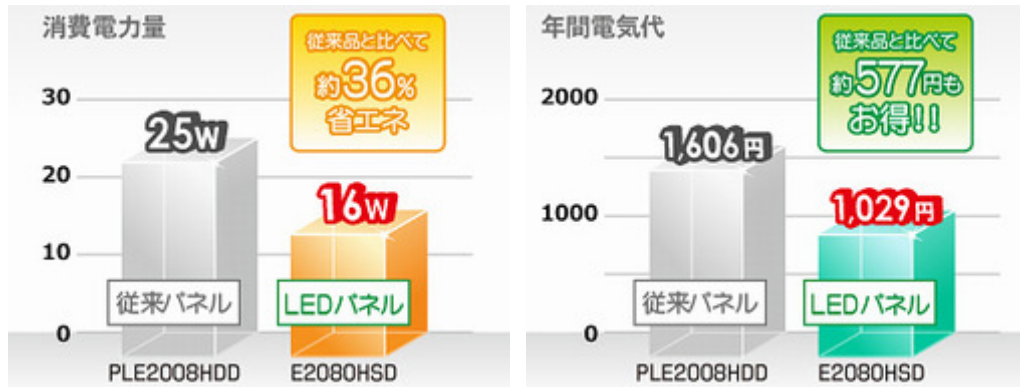 消費電力量
従来品と比べて
約36%
省エネ
30
20
10
0
25W
16W
従来パネル
LEDパネル
PLE2008HDD
E2080HSD
年間電気代
従来品と比べて
約577円も
お得!!
2000
1000
0
1,606円
1,029円
従来パネル
LEDパネル
PLE2008HDD
E2080HSD